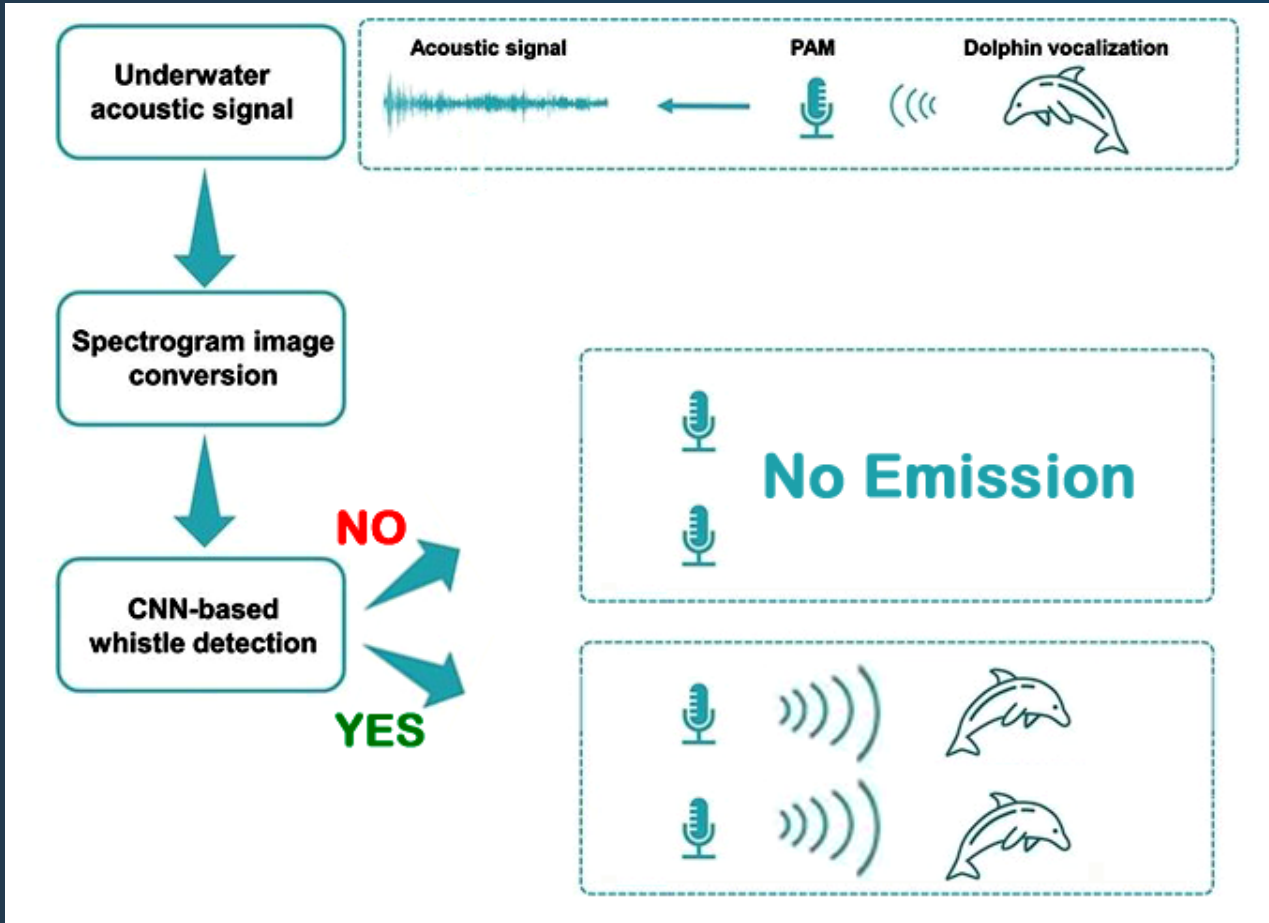 Underwater
acoustic signal
Acoustic signal
PAM
Dolphin vocalization
Spectrogram image
conversion
No Emission
NO
CNN-based
whistle detection
YES